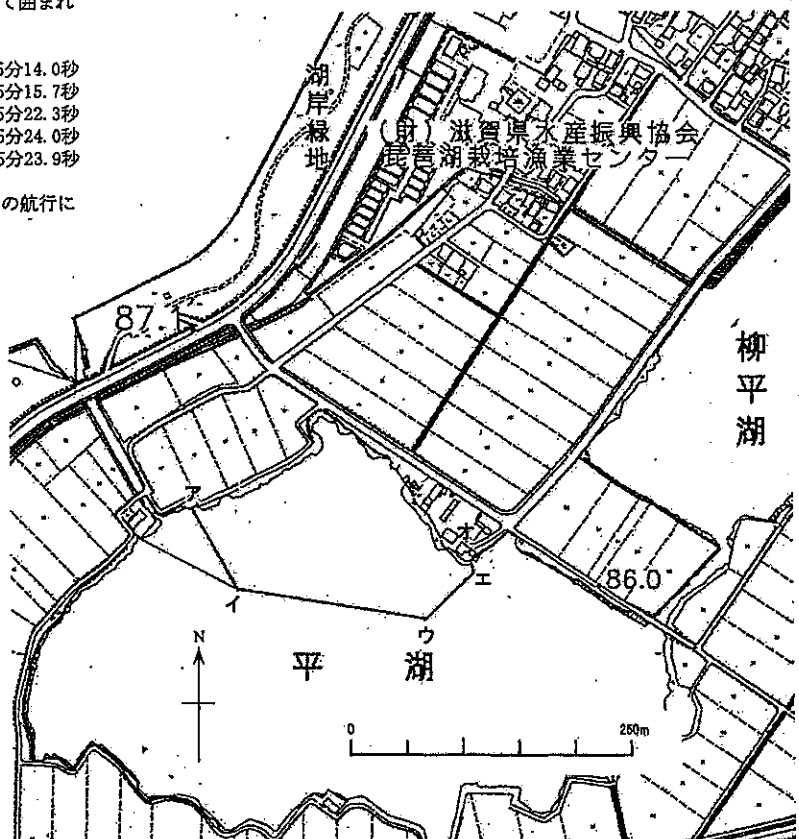 て囲まれ
5分14.0秒
5分15.7秒
5分22.3秒
5分24.0秒
5分23.9秒
の航行に
湖岸緑地
(財) 滋賀県水産振興協会
琵琶湖栽培漁業センター
87.1
柳平湖
ア
オ
エ
86.0
イ
ウ
N
平湖
0 250m